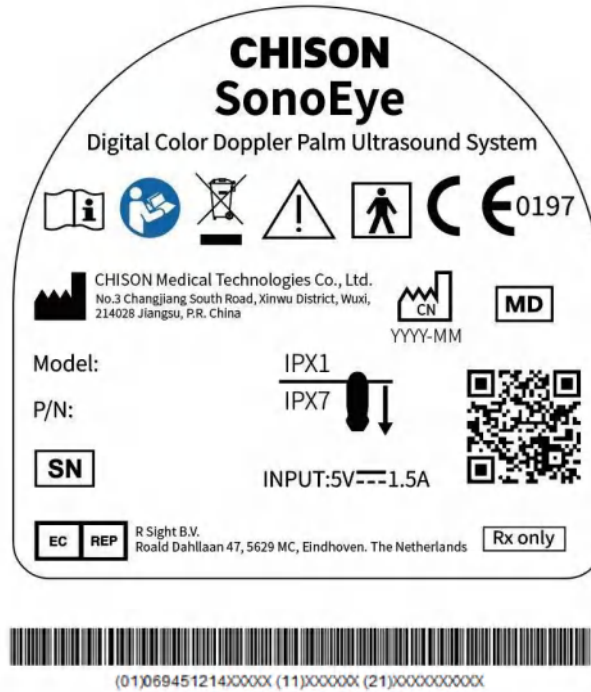 CHISON
SonoEye
Digital Color Doppler Palm Ultrasound System
0197
CHISON Medical Technologies Co., Ltd.
No.3 Changjiang South Road, Xinwu District, Wuxi,
214028 Jiangsu, P.R. China
CN
YYYY-MM
MD
Model:
IPX1
P/N:
IPX7
SN
INPUT:5V⎓1.5A
EC REP
R Sight B.V.
Roald Dahllaan 47, 5629 MC, Eindhoven. The Netherlands
Rx only
(01)069451214XXXXX (11)XXXXXX (21)XXXXXXXXXX